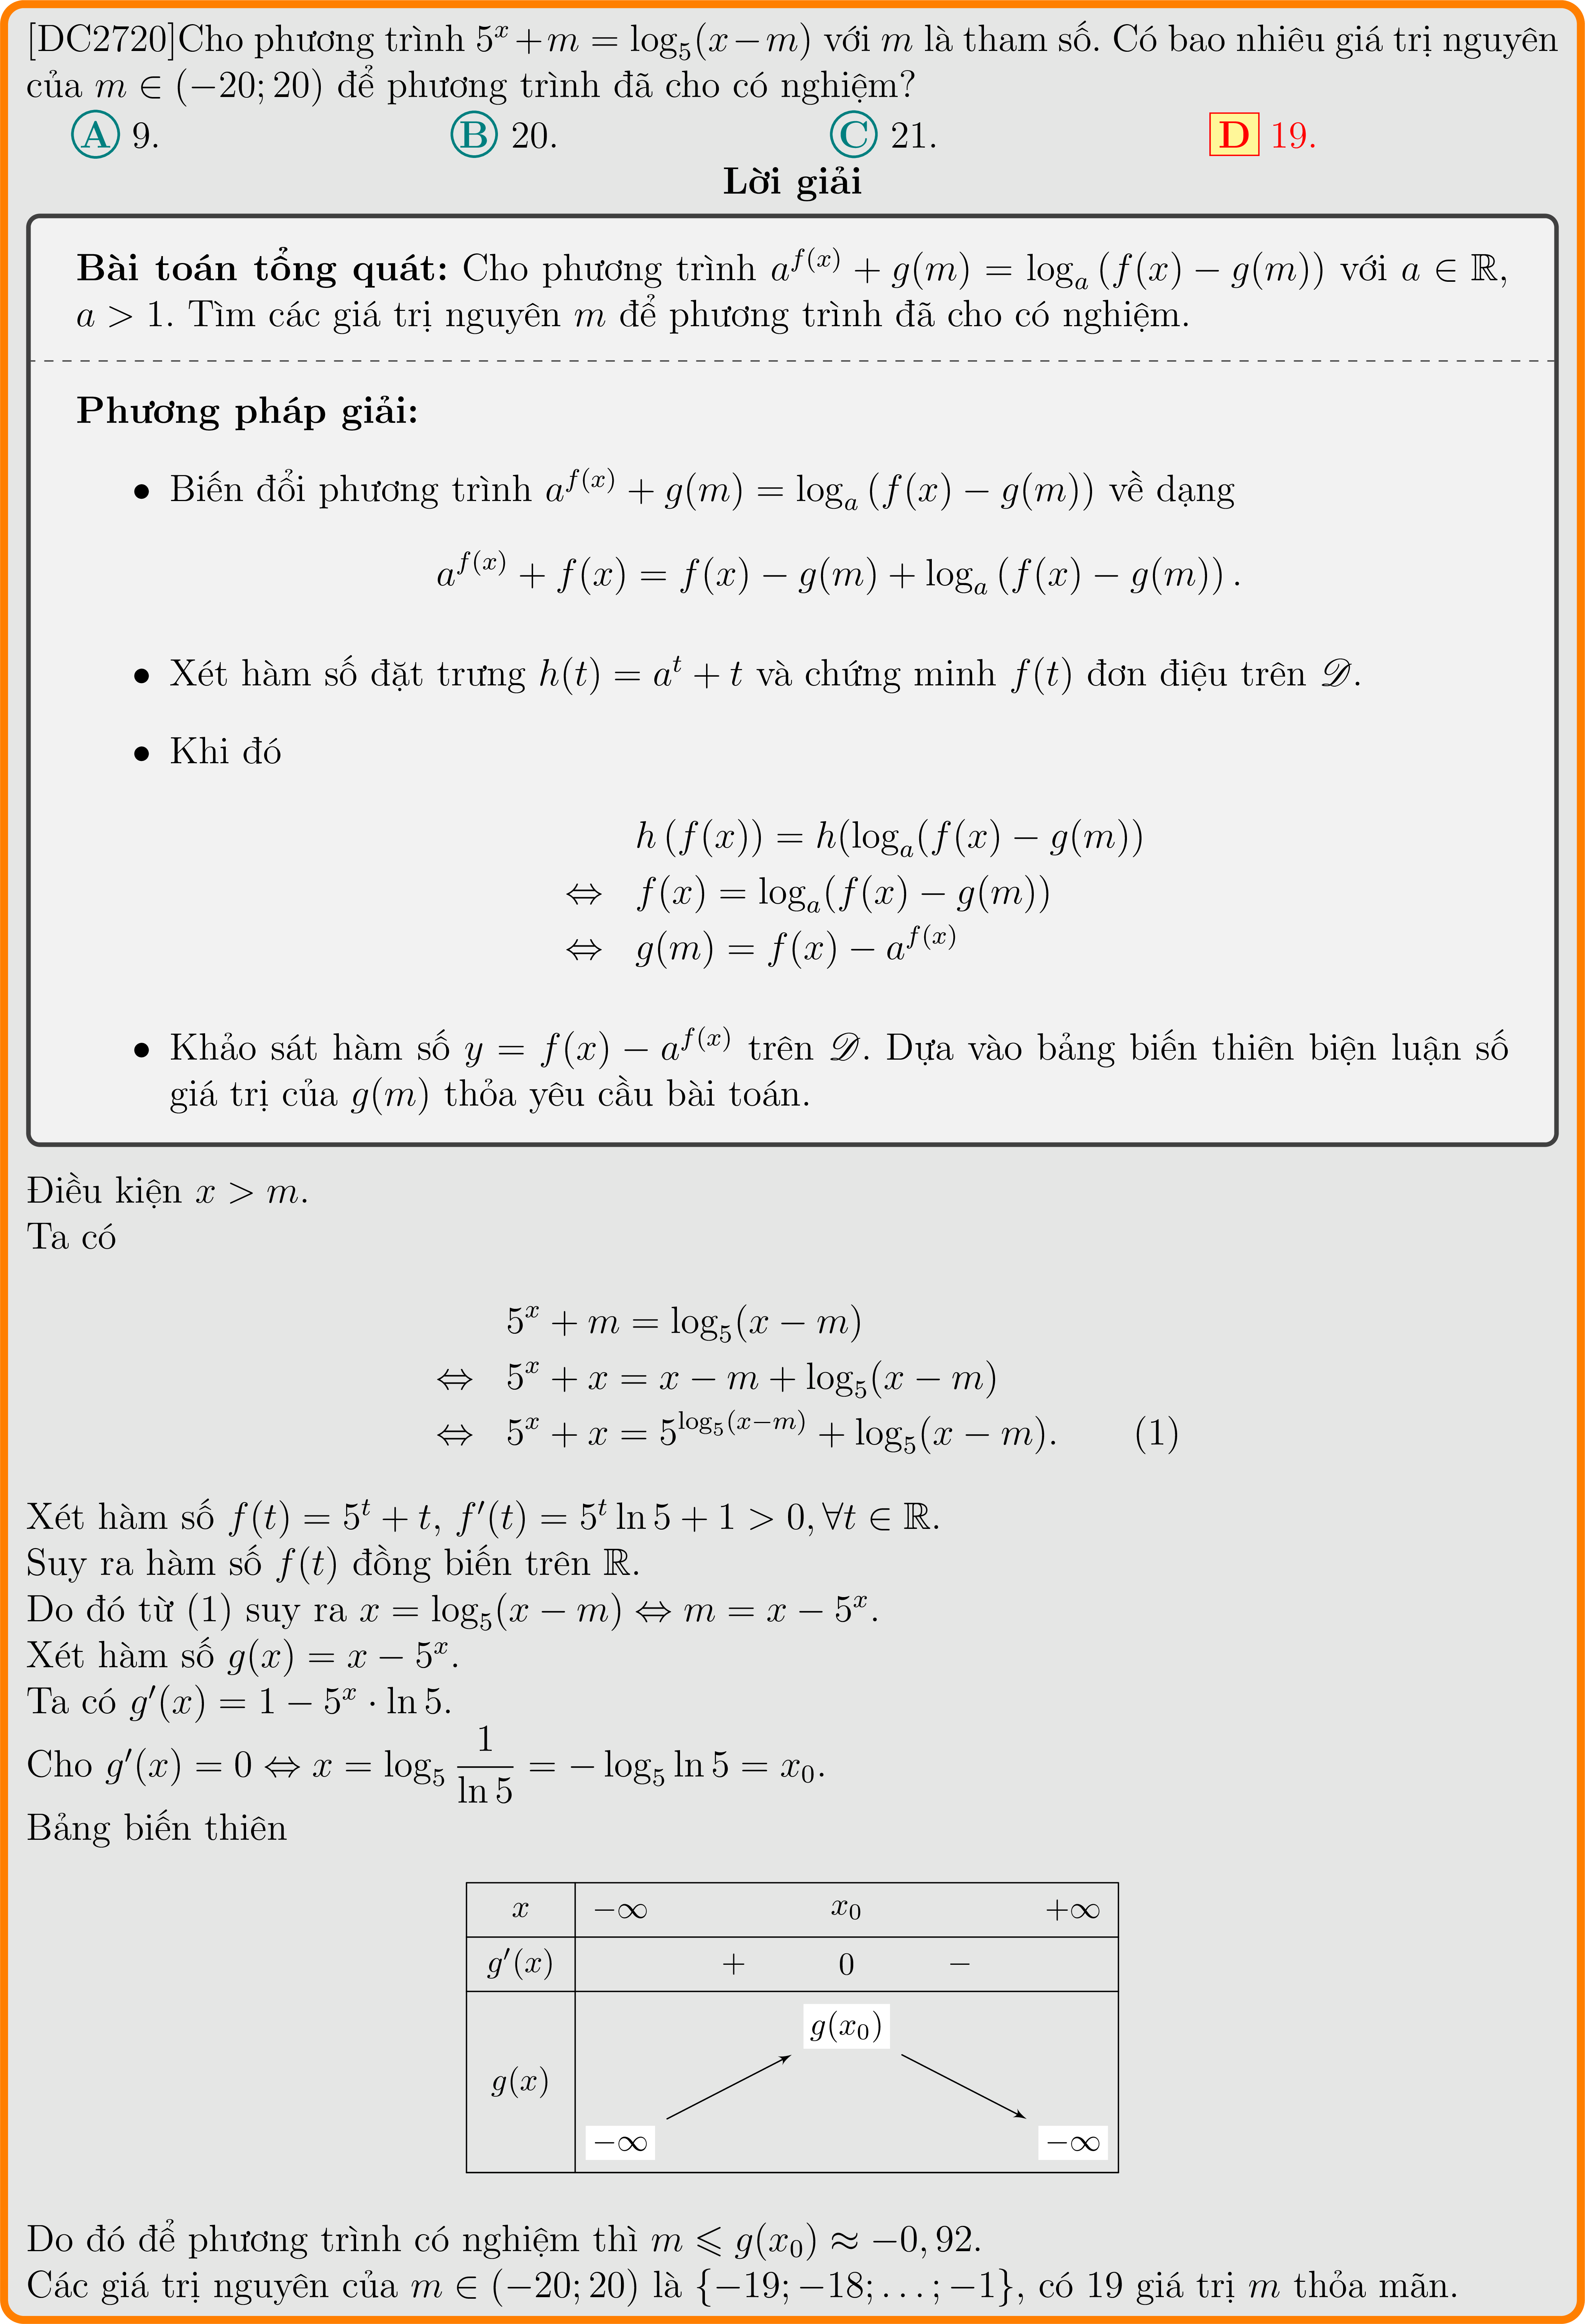 [DC2720]Cho phương trình $5^x + m = \log_5(x - m)$ với $m$ là tham số. Có bao nhiêu giá trị nguyên
của $m \in (-20; 20)$ để phương trình đã cho có nghiệm?
A 9. B 20. C 21. D 19.
Lời giải
Bài toán tổng quát: Cho phương trình $a^{f(x)} + g(m) = \log_a (f(x) - g(m))$ với $a \in \mathbb{R}$,
$a > 1$. Tìm các giá trị nguyên $m$ để phương trình đã cho có nghiệm.
Phương pháp giải:
• Biến đổi phương trình $a^{f(x)} + g(m) = \log_a (f(x) - g(m))$ về dạng
$a^{f(x)} + f(x) = f(x) - g(m) + \log_a (f(x) - g(m)).$
• Xét hàm số đặt trưng $h(t) = a^t + t$ và chứng minh $f(t)$ đơn điệu trên $\mathscr{D}$.
• Khi đó
$h (f(x)) = h(\log_a(f(x) - g(m))$
$\Leftrightarrow f(x) = \log_a(f(x) - g(m))$
$\Leftrightarrow g(m) = f(x) - a^{f(x)}$
• Khảo sát hàm số $y = f(x) - a^{f(x)}$ trên $\mathscr{D}$. Dựa vào bảng biến thiên biện luận số
giá trị của $g(m)$ thỏa yêu cầu bài toán.
Điều kiện $x > m$.
Ta có
$5^x + m = \log_5(x - m)$
$\Leftrightarrow 5^x + x = x - m + \log_5(x - m)$
$\Leftrightarrow 5^x + x = 5^{\log_5(x-m)} + \log_5(x - m).$ (1)
Xét hàm số $f(t) = 5^t + t$, $f'(t) = 5^t \ln 5 + 1 > 0, \forall t \in \mathbb{R}$.
Suy ra hàm số $f(t)$ đồng biến trên $\mathbb{R}$.
Do đó từ (1) suy ra $x = \log_5(x - m) \Leftrightarrow m = x - 5^x$.
Xét hàm số $g(x) = x - 5^x$.
Ta có $g'(x) = 1 - 5^x \cdot \ln 5$.
Cho $g'(x) = 0 \Leftrightarrow x = \log_5 \dfrac{1}{\ln 5} = -\log_5 \ln 5 = x_0$.
Bảng biến thiên
$x$ $-\infty$ $x_0$ $+\infty$
$g'(x)$ $+$ $0$ $-$
$g(x_0)$
$g(x)$
$-\infty$ $-\infty$
Do đó để phương trình có nghiệm thì $m \leqslant g(x_0) \approx -0,92$.
Các giá trị nguyên của $m \in (-20; 20)$ là $\{-19; -18; \ldots; -1\}$, có 19 giá trị $m$ thỏa mãn.